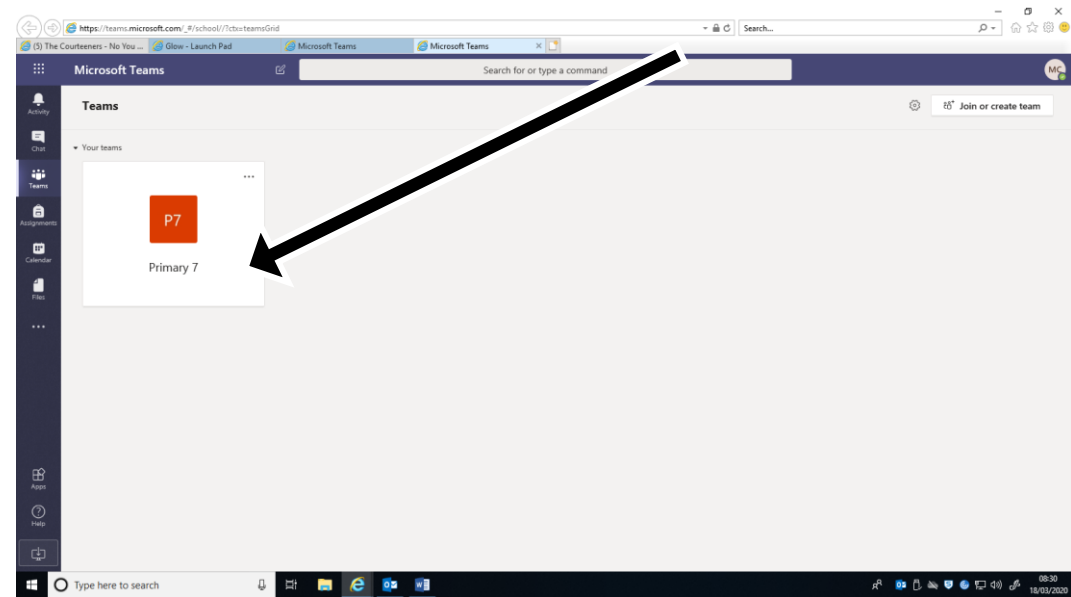 https://teams.microsoft.com/_#/school//?ctx=teamsGrid
Search...
(5) The Courteeners - No You ...
Glow - Launch Pad
Microsoft Teams
Microsoft Teams
Microsoft Teams
Search for or type a command
MC
Activity
Teams
Join or create team
Chat
Your teams
Teams
P7
Assignments
Calendar
Primary 7
Files
Apps
Help
Type here to search
08:30
18/03/2020